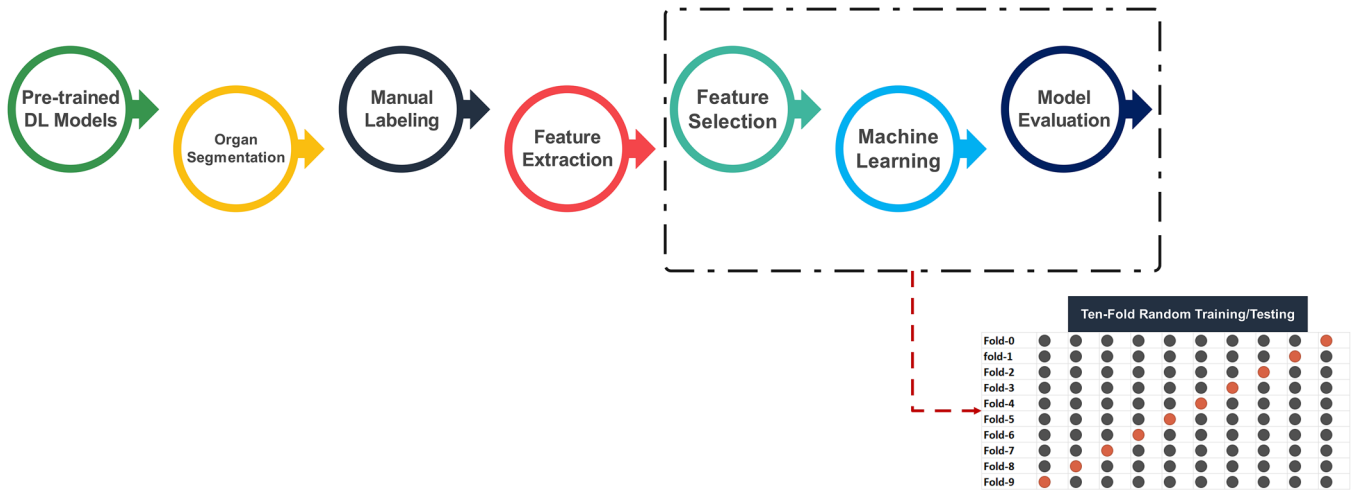 Pre-trained
DL Models
Organ
Segmentation
Manual
Labeling
Feature
Extraction
Feature
Selection
Machine
Learning
Model
Evaluation
Ten-Fold Random Training/Testing
Fold-0
fold-1
Fold-2
Fold-3
Fold-4
Fold-5
Fold-6
Fold-7
Fold-8
Fold-9